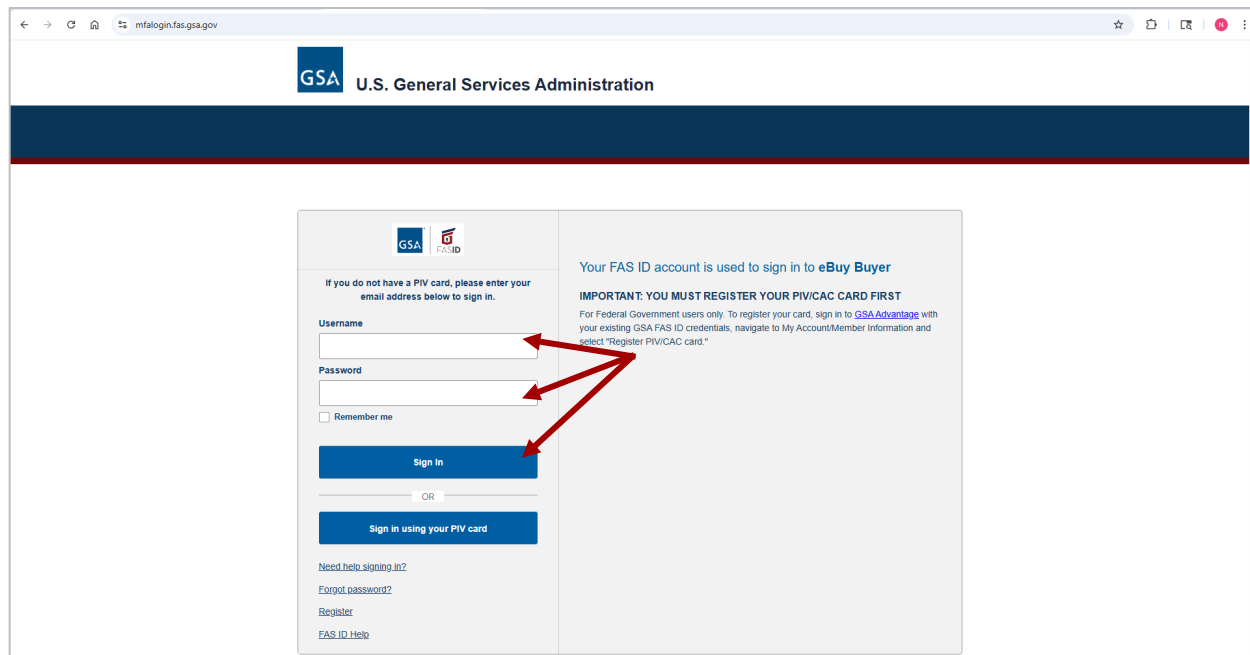 mfalogin.fas.gsa.gov
N
GSA
U.S. General Services Administration
GSA
FASID
If you do not have a PIV card, please enter your
email address below to sign in.
Username
Password
Remember me
Sign In
OR
Sign in using your PIV card
Need help signing in?
Forgot password?
Register
FAS ID Help
Your FAS ID account is used to sign in to eBuy Buyer
IMPORTANT: YOU MUST REGISTER YOUR PIV/CAC CARD FIRST
For Federal Government users only. To register your card, sign in to GSA Advantage with
your existing GSA FAS ID credentials, navigate to My Account/Member Information and
select "Register PIV/CAC card."